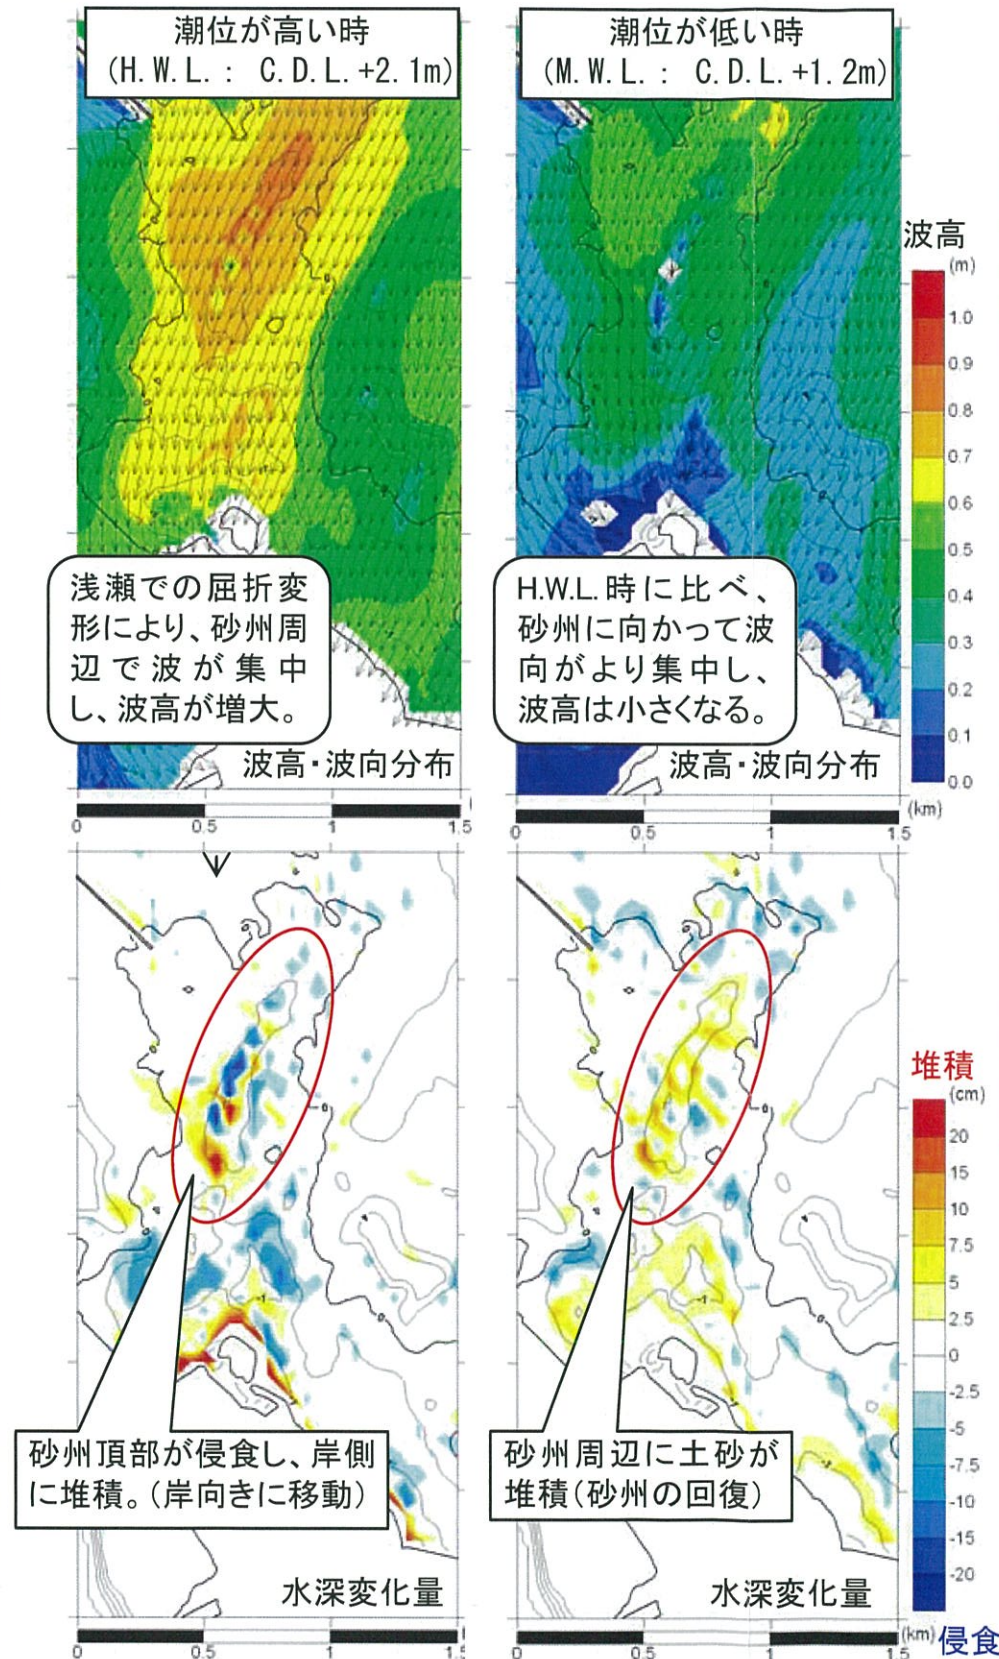 潮位が高い時
(H.W.L.: C.D.L.+2.1m)
潮位が低い時
(M.W.L.: C.D.L.+1.2m)
波高
(m)
1.0
0.9
0.8
0.7
0.6
0.5
0.4
0.3
0.2
0.1
0.0
浅瀬での屈折変
形により、砂州周
辺で波が集中
し、波高が増大。
H.W.L.時に比べ、
砂州に向かって波
向がより集中し、
波高は小さくなる。
波高・波向分布
波高・波向分布
0 0.5 1 1.5
0 0.5 1 1.5
(km)
堆積
(cm)
20
15
10
7.5
5
2.5
0
-2.5
-5
-7.5
-10
-15
-20
砂州頂部が侵食し、岸側
に堆積。(岸向きに移動)
砂州周辺に土砂が
堆積(砂州の回復)
水深変化量
水深変化量
0 0.5 1 1.5
0 0.5 1 1.5
(km)
侵食